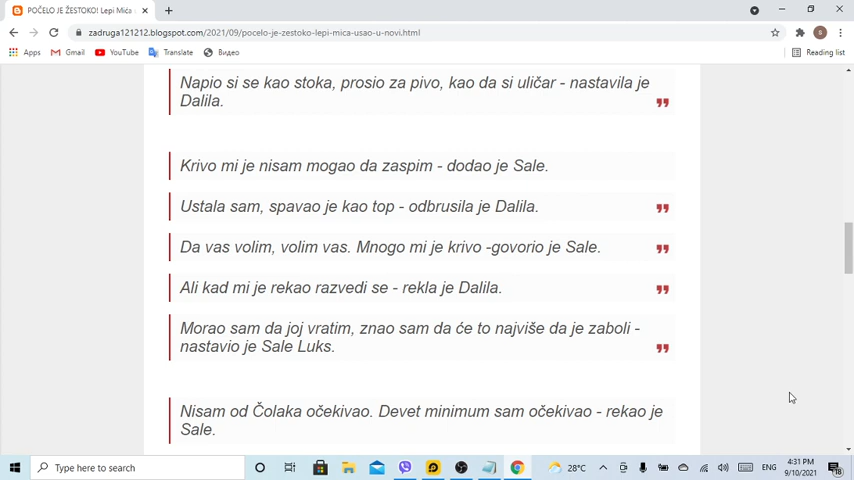 POČELO JE ŽESTOKO! Lepi Mića
zadruga121212.blogspot.com/2021/09/pocelo-je-zestoko-lepi-mica-usao-u-novi.html
S
Apps
Gmail
YouTube
Translate
Видео
Reading list
Napio si se kao stoka, prosio za pivo, kao da si uličar - nastavila je
Dalila.
Krivo mi je nisam mogao da zaspim - dodao je Sale.
Ustala sam, spavao je kao top - odbrusila je Dalila.
Da vas volim, volim vas. Mnogo mi je krivo -govorio je Sale.
Ali kad mi je rekao razvedi se - rekla je Dalila.
Morao sam da joj vratim, znao sam da će to najviše da je zaboli -
nastavio je Sale Luks.
Nisam od Čolaka očekivao. Devet minimum sam očekivao - rekao je
Sale.
Type here to search
28°C
ENG
4:31 PM
9/10/2021
18